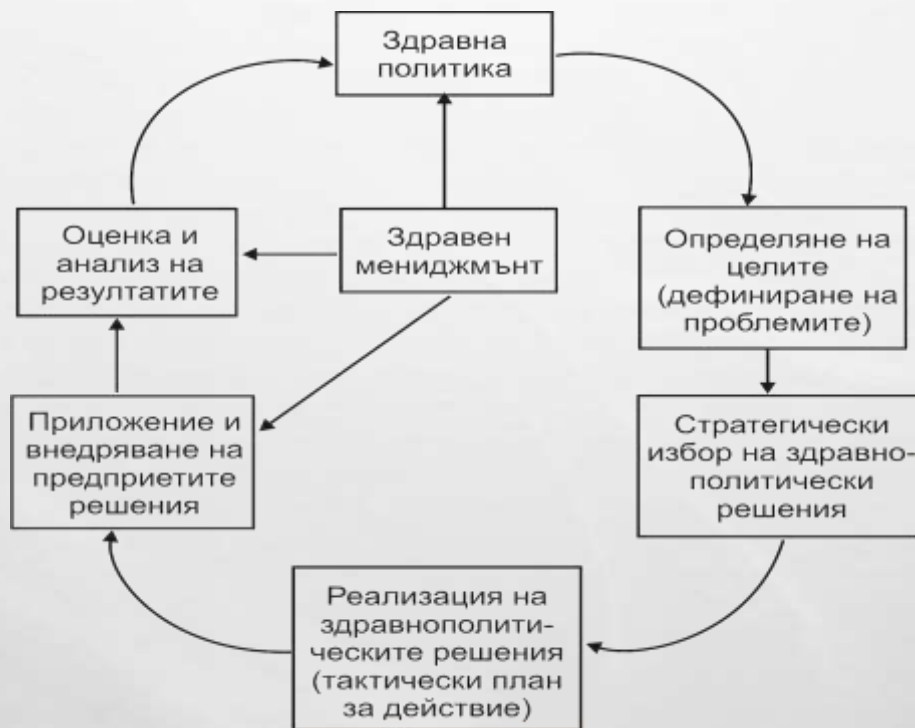 Здравна
политика
Оценка и
анализ на
резултатите
Здравен
мениджмънт
Определяне на
целите
(дефиниране на
проблемите)
Приложение и
внедряване на
предприетите
решения
Стратегически
избор на здравно-
политически
решения
Реализация на
здравнополити-
ческите решения
(тактически план
за действие)